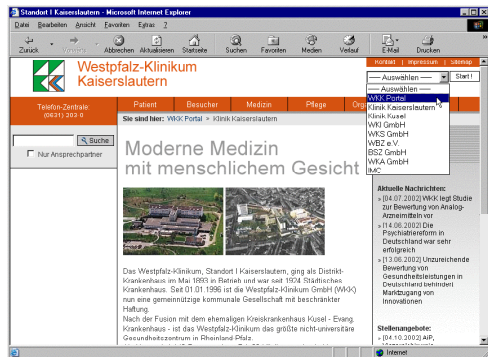 Standort I Kaiserslautern - Microsoft Internet Explorer
Datei Bearbeiten Ansicht Favoriten Extras ?
Zurück Vorwärts Abbrechen Aktualisieren Startseite Suchen Favoriten Medien Verlauf E-Mail Drucken
Kontakt | Impressum | Sitemap
Westpfalz-Klinikum
Kaiserslautern
---- Auswählen ---- Start!
---- Auswählen ----
WKK Portal
Klinik Kaiserslautern
Klinik Kusel
WKI GmbH
WKS GmbH
WBZ e.V.
BSZ GmbH
WKA GmbH
IMC
Telefon-Zentrale:
(0631) 203 0
Patient Besucher Medizin Pflege Org
Sie sind hier: WKK Portal > Klinik Kaiserslautern
Suche
Nur Ansprechpartner
Moderne Medizin
mit menschlichem Gesicht
Das Westpfalz-Klinikum, Standort I Kaiserslautern, ging als Distrikt-
Krankenhaus im Mai 1893 in Betrieb und war seit 1924 Städtisches
Krankenhaus. Seit 01.01.1996 ist die Westpfalz-Klinikum GmbH (WKK)
nun eine gemeinnützige kommunale Gesellschaft mit beschränkter
Haftung.
Nach der Fusion mit dem ehemaligen Kreiskrankenhaus Kusel - Evang.
Krankenhaus - ist das Westpfalz-Klinikum das größte nicht-universitäre
Gesundheitszentrum in Rheinland Pfalz.
Aktuelle Nachrichten:
» [04.07.2002] WKK legt Studie
zur Bewertung von Analog-
Arzneimitteln vor
» [14.06.2002] Die
Psychiatriereform in
Deutschland war sehr
erfolgreich
» [13.06.2002] Unzureichende
Bewertung von
Gesundheitsleistungen in
Deutschland behindert
Marktzugang von
Innovationen
Stellenangebote:
» [04.10.2002] AiP,
Internet